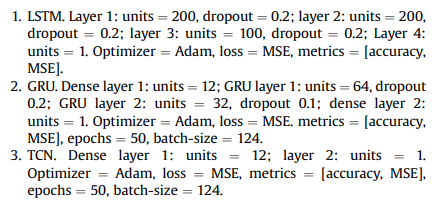 1. LSTM. Layer 1: units = 200, dropout = 0.2; layer 2: units = 200,
dropout = 0.2; layer 3: units = 100, dropout = 0.2; Layer 4:
units = 1. Optimizer = Adam, loss = MSE, metrics = [accuracy,
MSE].
2. GRU. Dense layer 1: units = 12; GRU layer 1: units = 64, dropout
0.2; GRU layer 2: units = 32, dropout 0.1; dense layer 2:
units = 1. Optimizer = Adam, loss = MSE. metrics = [accuracy,
MSE], epochs = 50, batch-size = 124.
3. TCN. Dense layer 1: units = 12; layer 2: units = 1.
Optimizer = Adam, loss = MSE, metrics = [accuracy, MSE],
epochs = 50, batch-size = 124.